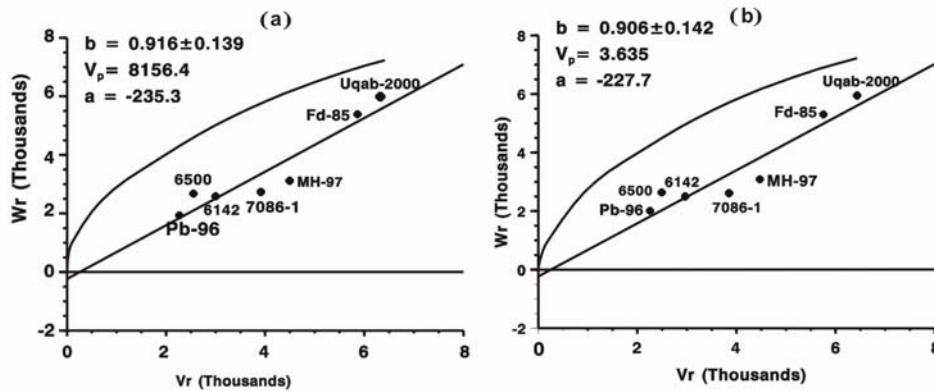 (a)
b = 0.916±0.139
Vp = 8156.4
a = -235.3
8
6
4
2
0
-2
Wr (Thousands)
Uqab-2000
Fd-85
6500
MH-97
6142
7086-1
Pb-96
0 2 4 6 8
Vr (Thousands)
(b)
b = 0.906±0.142
Vp = 3.635
a = -227.7
8
6
4
2
0
-2
Wr (Thousands)
Uqab-2000
Fd-85
6500 6142
MH-97
Pb-96
7086-1
0 2 4 6 8
Vr (Thousands)